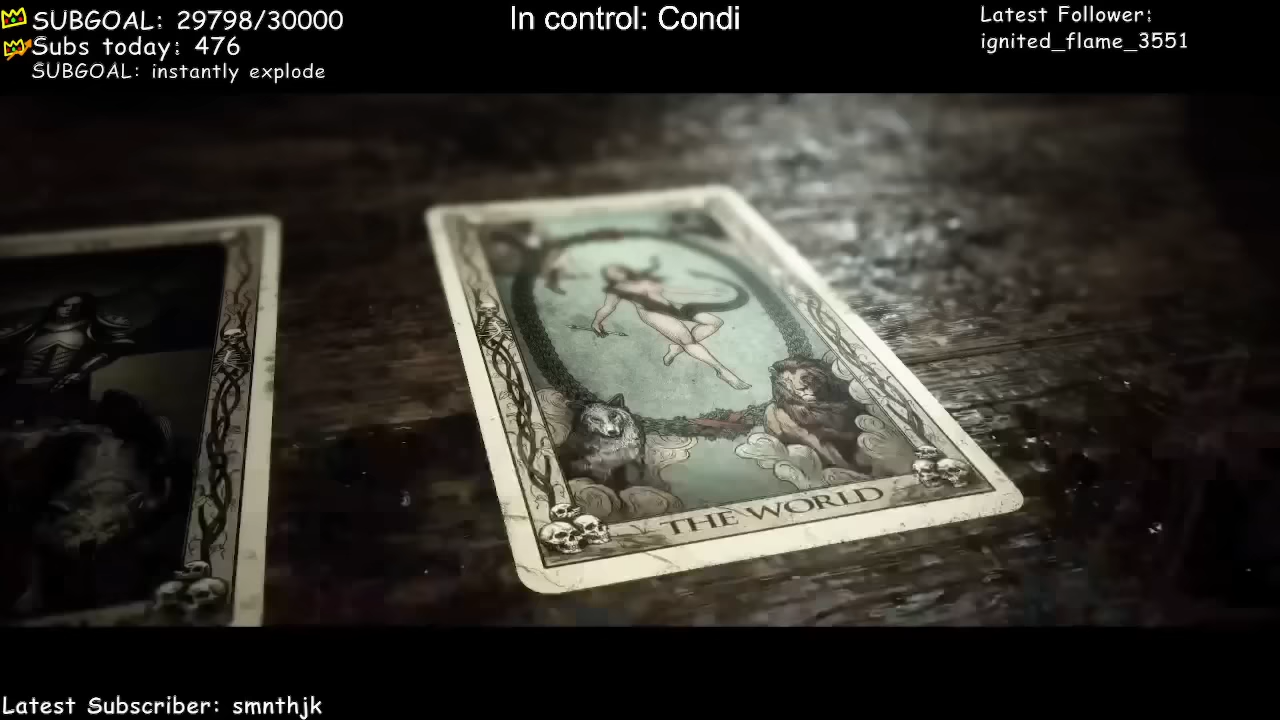 SUBGOAL: 29798/30000
Subs today: 476
SUBGOAL: instantly explode
In control: Condi
Latest Follower:
ignited_flame_3551
THE WORLD
Latest Subscriber: smnthjk